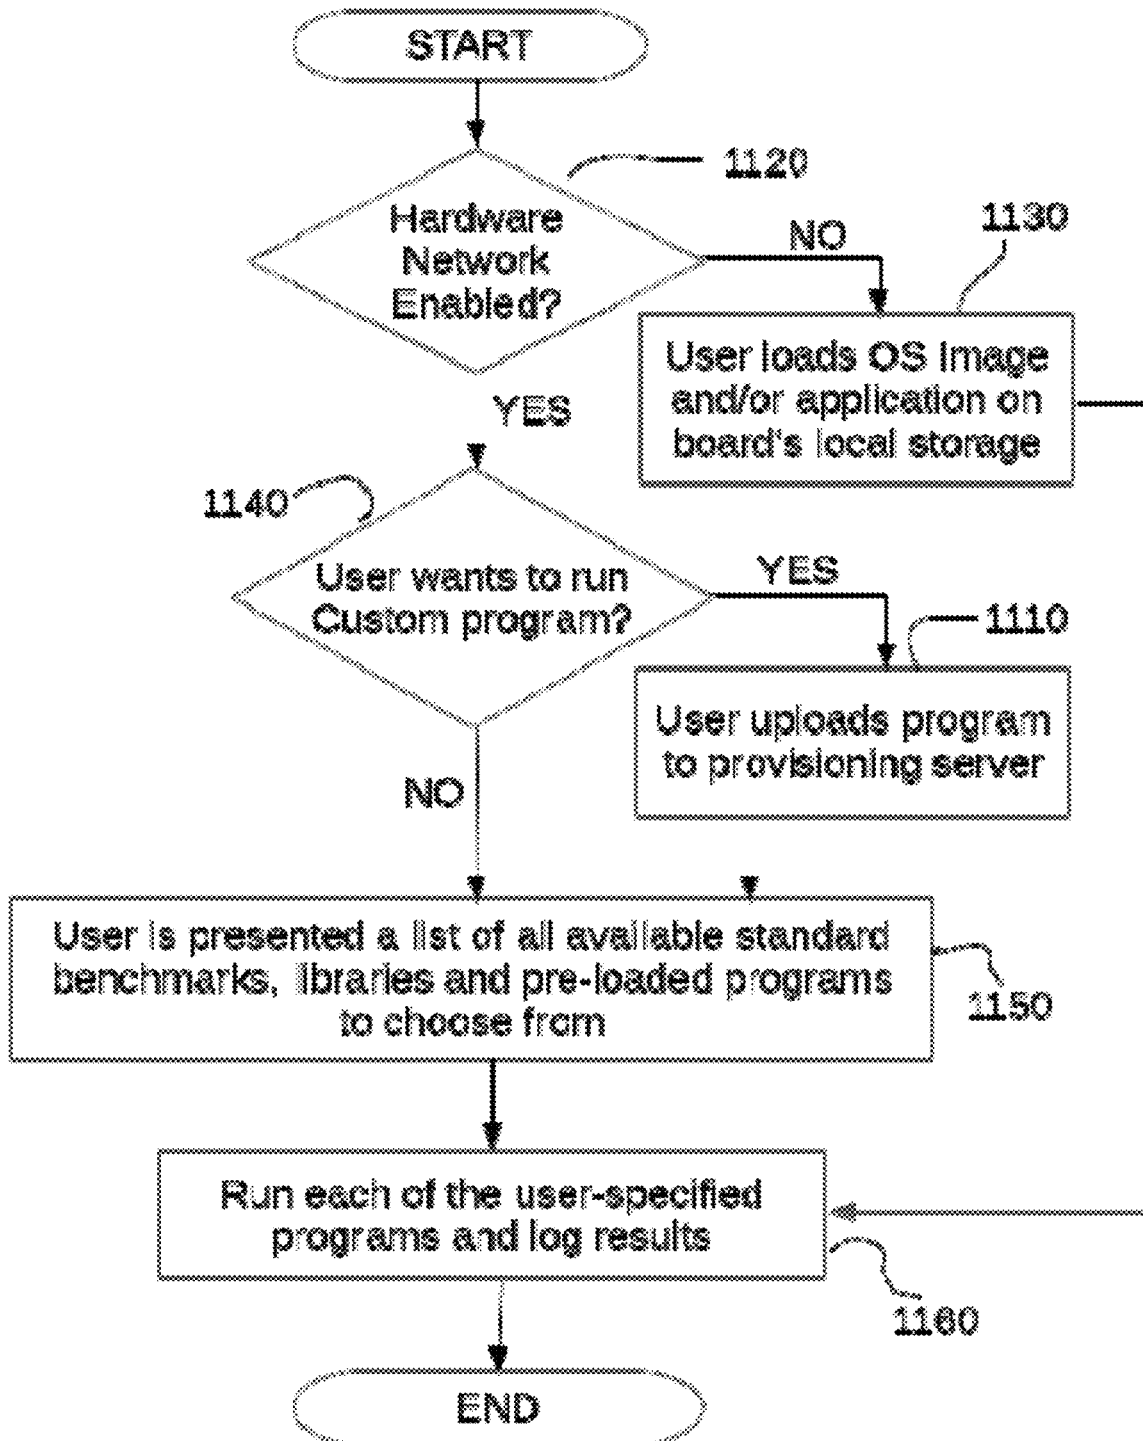 START
1120
Hardware
Network
Enabled?
NO
1130
User loads OS Image
and/or application on
board's local storage
YES
1140
User wants to run
Custom program?
YES
1110
User uploads program
to provisioning server
NO
User is presented a list of all available standard
benchmarks, libraries and pre-loaded programs
to choose from
1150
Run each of the user-specified
programs and log results
1160
END